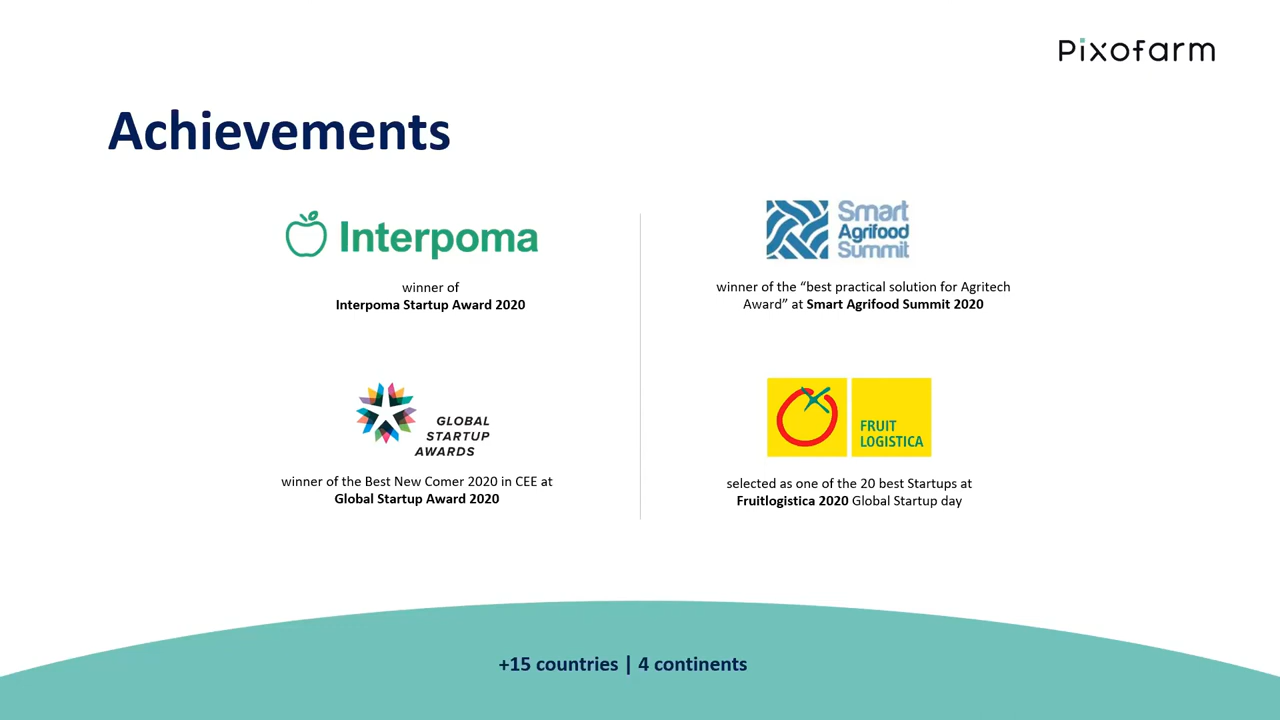 Pixofarm
Achievements
Interpoma
winner of
Interpoma Startup Award 2020
Smart
Agrifood
Summit
winner of the “best practical solution for Agritech
Award” at Smart Agrifood Summit 2020
GLOBAL
STARTUP
AWARDS
winner of the Best New Comer 2020 in CEE at
Global Startup Award 2020
FRUIT
LOGISTICA
selected as one of the 20 best Startups at
Fruitlogistica 2020 Global Startup day
+15 countries | 4 continents